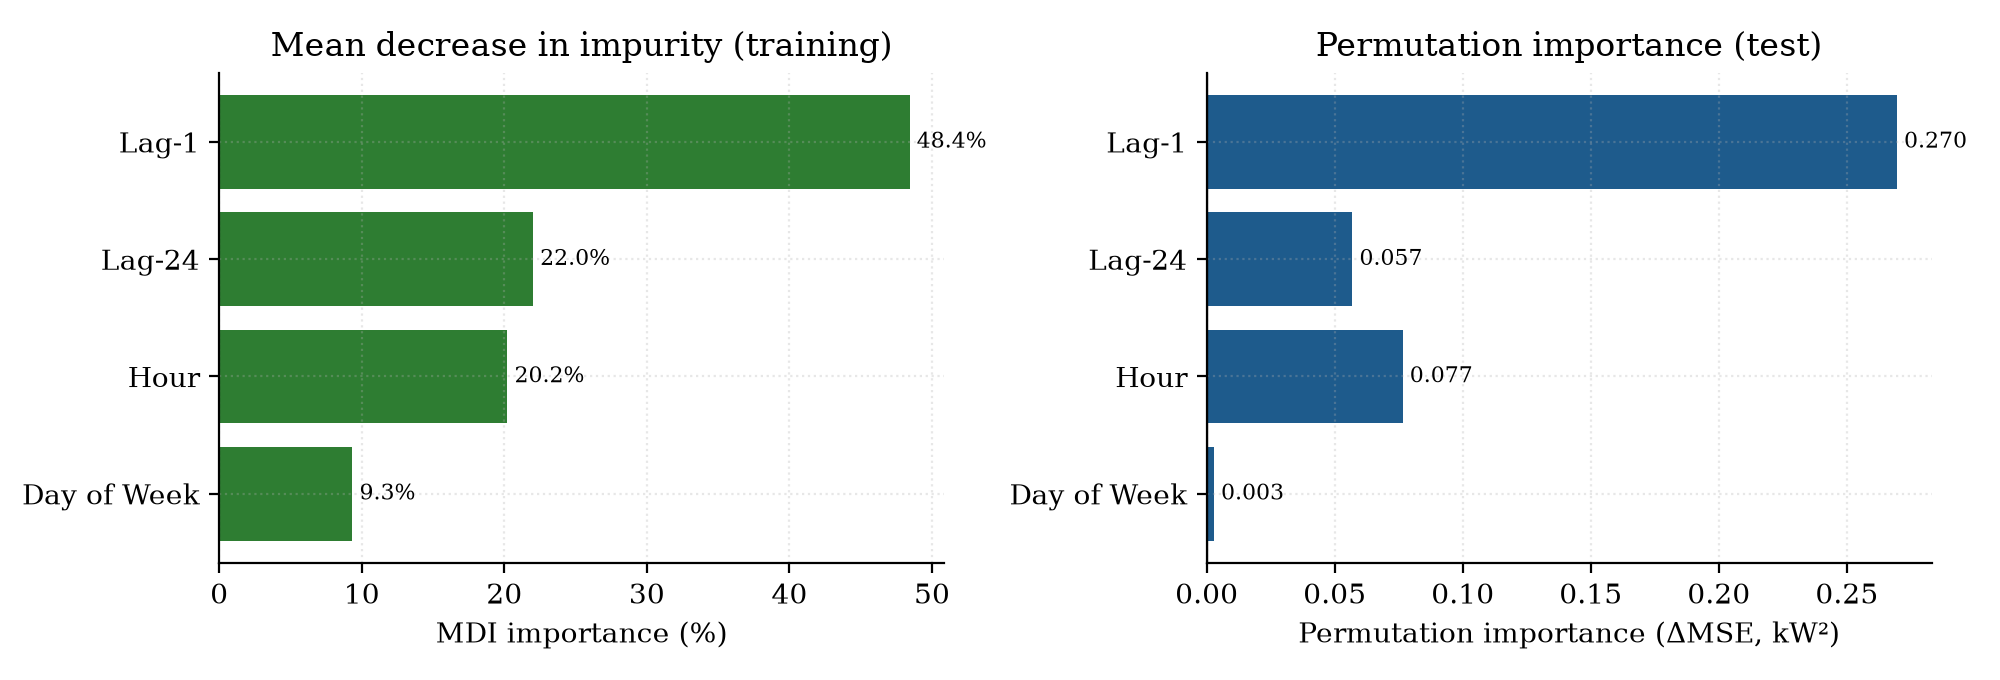 Mean decrease in impurity (training)
Lag-1
48.4%
Lag-24
22.0%
Hour
20.2%
Day of Week
9.3%
0 10 20 30 40 50
MDI importance (%)
Permutation importance (test)
Lag-1
0.270
Lag-24
0.057
Hour
0.077
Day of Week
0.003
0.00 0.05 0.10 0.15 0.20 0.25
Permutation importance (ΔMSE, kW²)